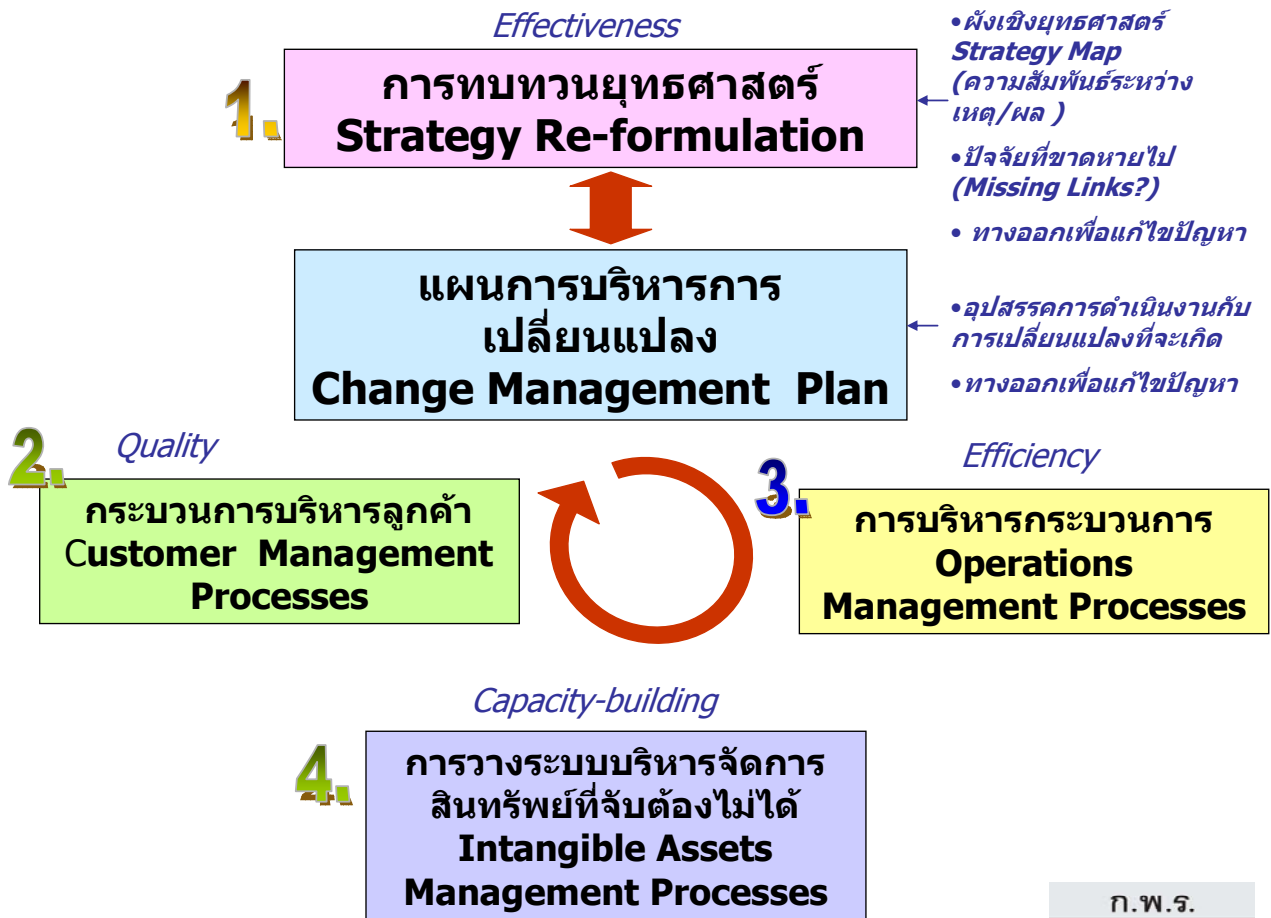 Effectiveness
1.
การทบทวนยุทธศาสตร์
Strategy Re-formulation
•ผังเชิงยุทธศาสตร์
Strategy Map
(ความสัมพันธ์ระหว่าง
เหตุ/ผล )
•ปัจจัยที่ขาดหายไป
(Missing Links?)
• ทางออกเพื่อแก้ไขปัญหา
แผนการบริหารการ
เปลี่ยนแปลง
Change Management Plan
•อุปสรรคการดำเนินงานกับ
การเปลี่ยนแปลงที่จะเกิด
•ทางออกเพื่อแก้ไขปัญหา
2.
Quality
กระบวนการบริหารลูกค้า
Customer Management
Processes
3.
Efficiency
การบริหารกระบวนการ
Operations
Management Processes
Capacity-building
4.
การวางระบบบริหารจัดการ
สินทรัพย์ที่จับต้องไม่ได้
Intangible Assets
Management Processes
ก.พ.ร.